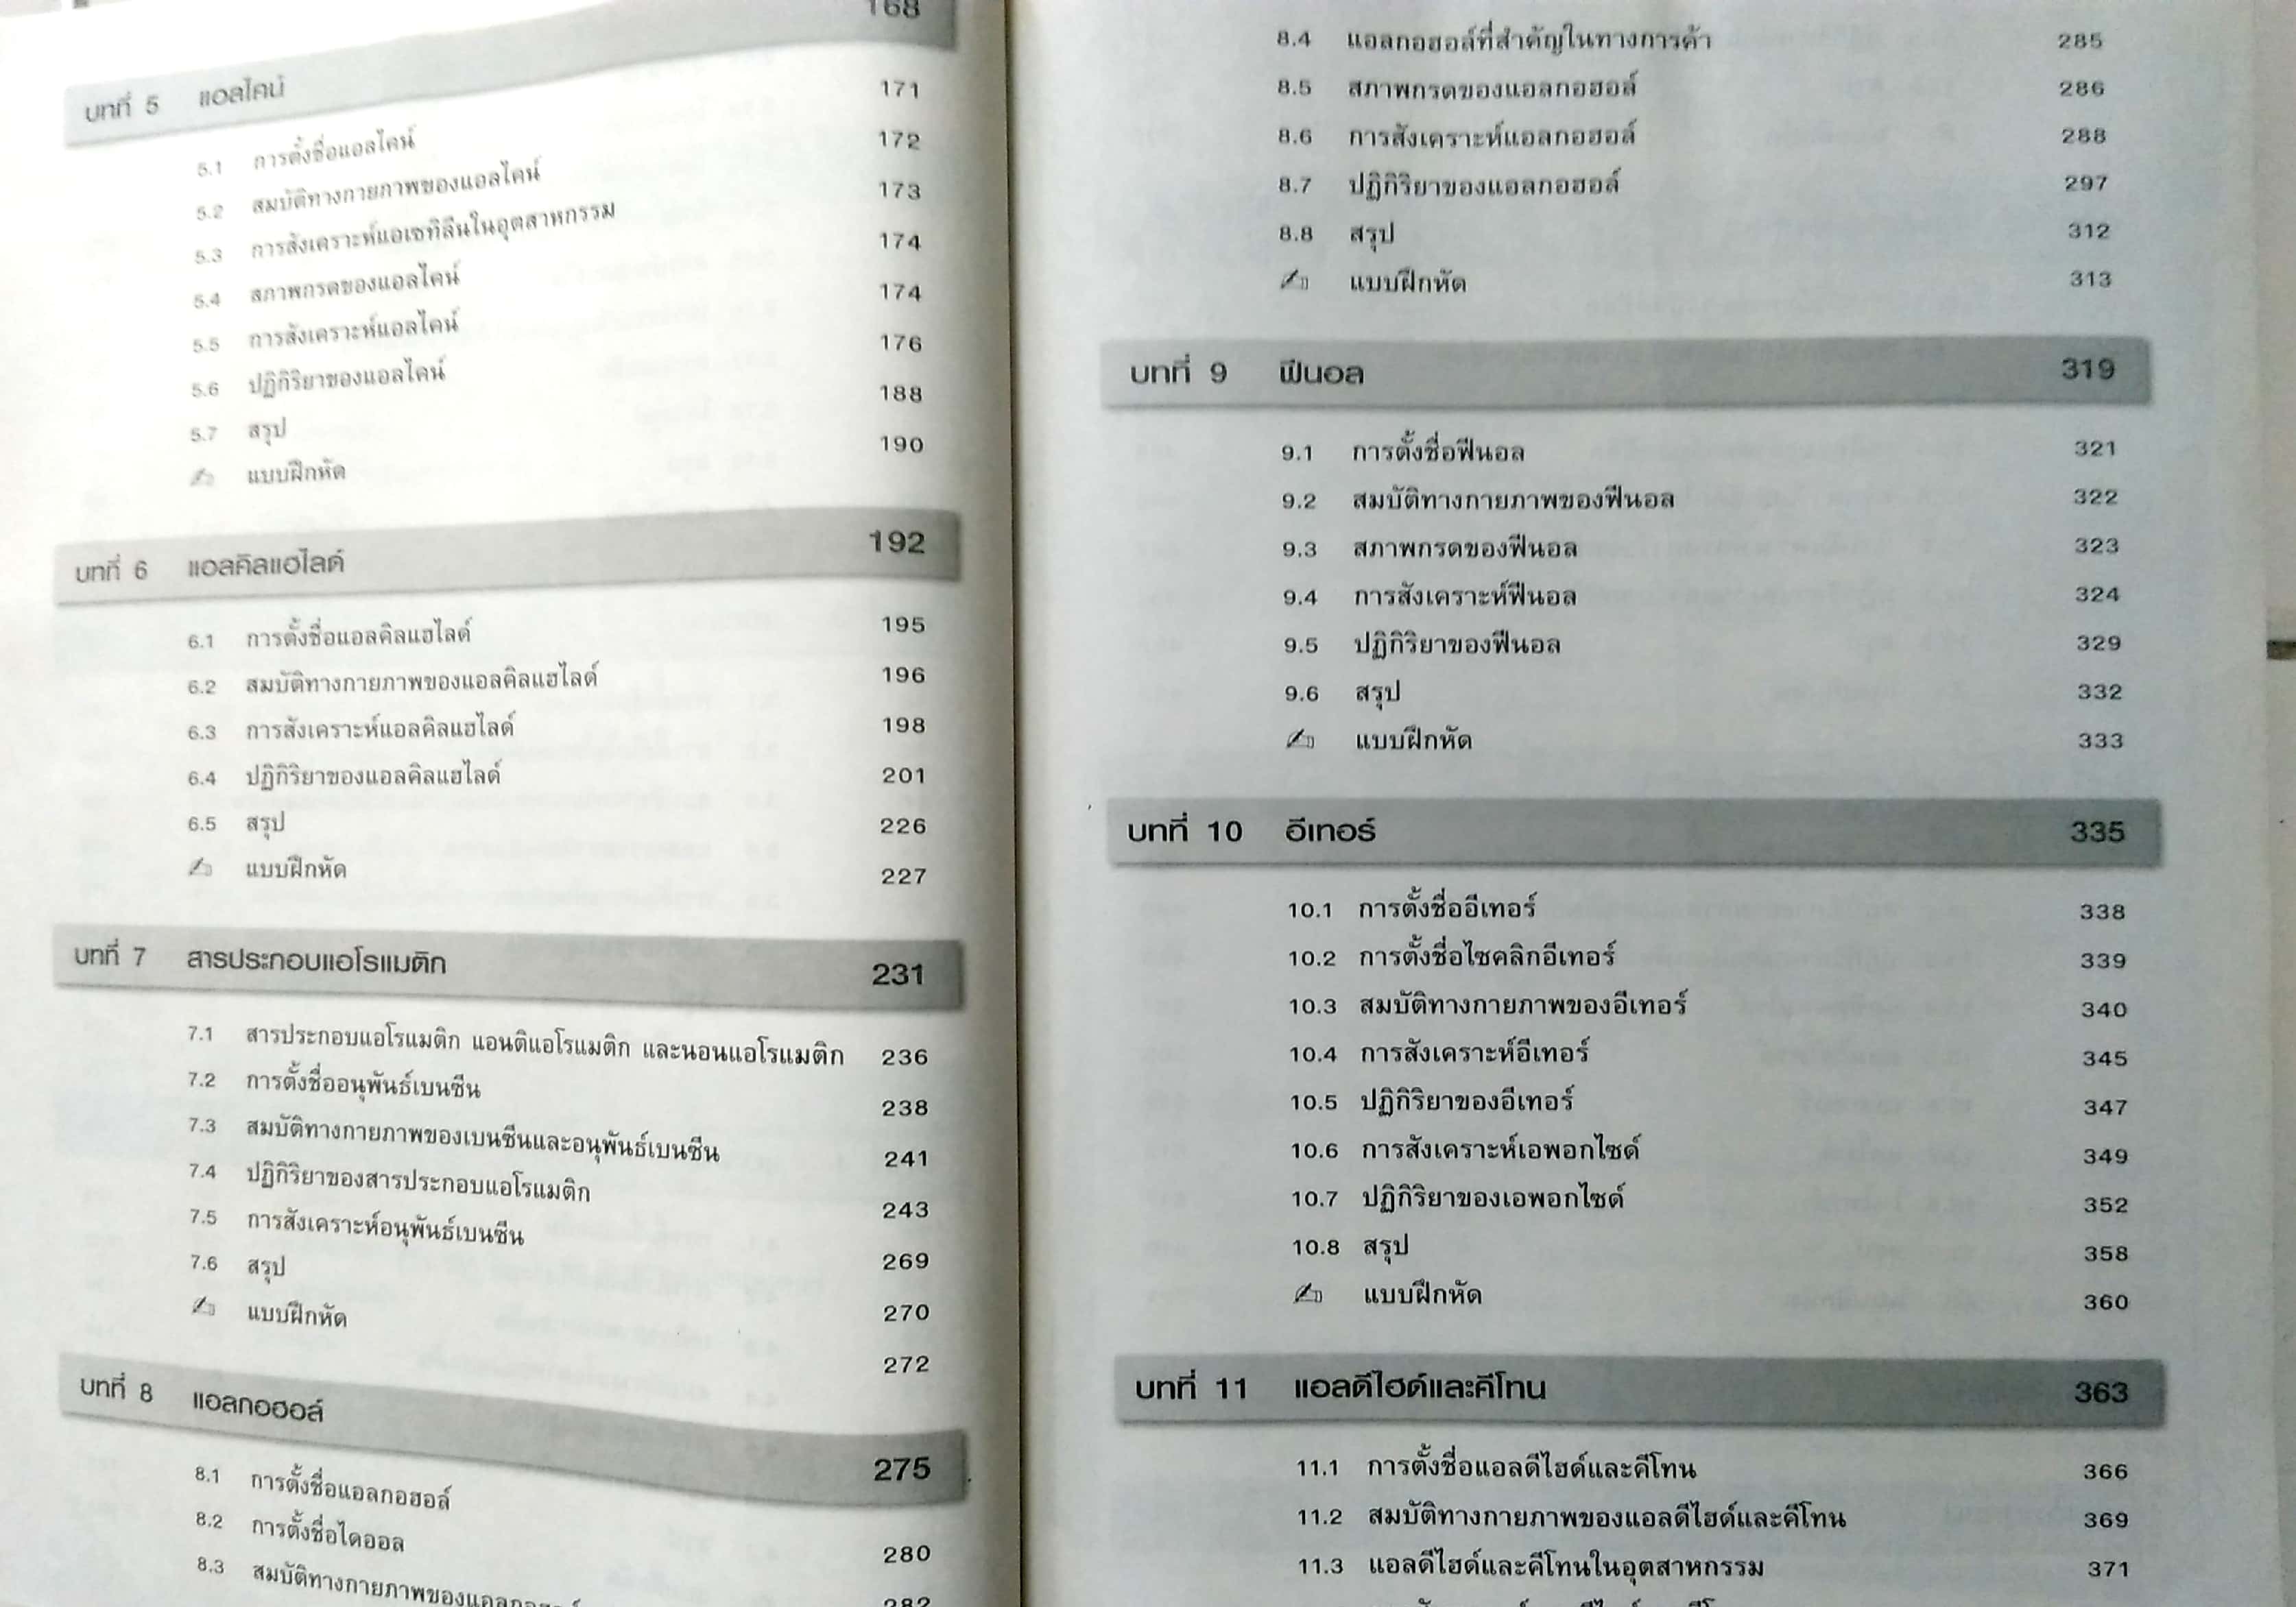 บทที่ 5 แอลไคน์ 168
5.1 การตั้งชื่อแอลไคน์ 171
5.2 สมบัติทางกายภาพของแอลไคน์ 172
5.3 การสังเคราะห์แอเซทิลีนในอุตสาหกรรม 173
5.4 สภาพกรดของแอลไคน์ 174
5.5 การสังเคราะห์แอลไคน์ 174
5.6 ปฏิกิริยาของแอลไคน์ 176
5.7 สรุป 188
✍ แบบฝึกหัด 190
บทที่ 6 แอลคิลแฮไลด์ 192
6.1 การตั้งชื่อแอลคิลแฮไลด์ 195
6.2 สมบัติทางกายภาพของแอลคิลแฮไลด์ 196
6.3 การสังเคราะห์แอลคิลแฮไลด์ 198
6.4 ปฏิกิริยาของแอลคิลแฮไลด์ 201
6.5 สรุป 226
✍ แบบฝึกหัด 227
บทที่ 7 สารประกอบแอโรแมติก 231
7.1 สารประกอบแอโรแมติก แอนติแอโรแมติก และนอนแอโรแมติก 236
7.2 การตั้งชื่ออนุพันธ์เบนซีน 238
7.3 สมบัติทางกายภาพของเบนซีนและอนุพันธ์เบนซีน 241
7.4 ปฏิกิริยาของสารประกอบแอโรแมติก 243
7.5 การสังเคราะห์อนุพันธ์เบนซีน 269
7.6 สรุป 270
✍ แบบฝึกหัด 272
บทที่ 8 แอลกอฮอล์ 275
8.1 การตั้งชื่อแอลกอฮอล์ 280
8.2 การตั้งชื่อไดออล 282
8.3 สมบัติทางกายภาพของแอลกอฮอล์
8.4 แอลกอฮอล์ที่สำคัญในทางการค้า 285
8.5 สภาพกรดของแอลกอฮอล์ 286
8.6 การสังเคราะห์แอลกอฮอล์ 288
8.7 ปฏิกิริยาของแอลกอฮอล์ 297
8.8 สรุป 312
✍ แบบฝึกหัด 313
บทที่ 9 ฟีนอล 319
9.1 การตั้งชื่อฟีนอล 321
9.2 สมบัติทางกายภาพของฟีนอล 322
9.3 สภาพกรดของฟีนอล 323
9.4 การสังเคราะห์ฟีนอล 324
9.5 ปฏิกิริยาของฟีนอล 329
9.6 สรุป 332
✍ แบบฝึกหัด 333
บทที่ 10 อีเทอร์ 335
10.1 การตั้งชื่ออีเทอร์ 338
10.2 การตั้งชื่อไซคลิกอีเทอร์ 339
10.3 สมบัติทางกายภาพของอีเทอร์ 340
10.4 การสังเคราะห์อีเทอร์ 345
10.5 ปฏิกิริยาของอีเทอร์ 347
10.6 การสังเคราะห์เอพอกไซด์ 349
10.7 ปฏิกิริยาของเอพอกไซด์ 352
10.8 สรุป 358
✍ แบบฝึกหัด 360
บทที่ 11 แอลดีไฮด์และคีโทน 363
11.1 การตั้งชื่อแอลดีไฮด์และคีโทน 366
11.2 สมบัติทางกายภาพของแอลดีไฮด์และคีโทน 369
11.3 แอลดีไฮด์และคีโทนในอุตสาหกรรม 371